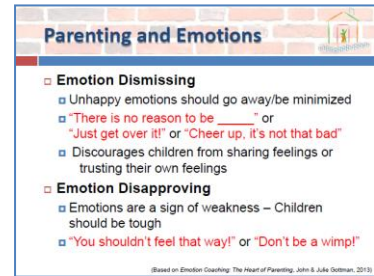 Parenting and Emotions
Emotion Dismissing
Unhappy emotions should go away/be minimized
“There is no reason to be _____” or
“Just get over it!” or “Cheer up, it’s not that bad”
Discourages children from sharing feelings or
trusting their own feelings
Emotion Disapproving
Emotions are a sign of weakness – Children
should be tough
“You shouldn’t feel that way!” or “Don’t be a wimp!”
(Based on Emotion Coaching: The Heart of Parenting, John & Julie Gottman, 2013)